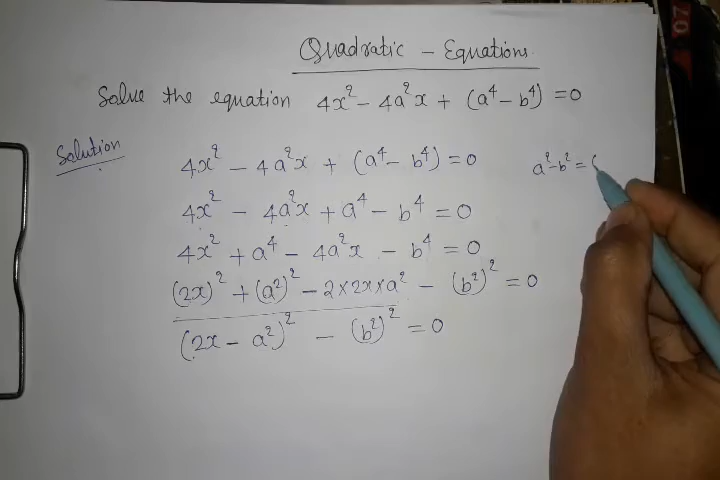 Quadratic - Equations.
Solve the equation 4x² - 4a²x + (a⁴ - b⁴) = 0
Solution
4x² - 4a²x + (a⁴ - b⁴) = 0
a² - b² = (
4x² - 4a²x + a⁴ - b⁴ = 0
4x² + a⁴ - 4a²x - b⁴ = 0
(2x)² + (a²)² - 2 × 2x × a² - (b²)² = 0
(2x - a²)² - (b²)² = 0
07